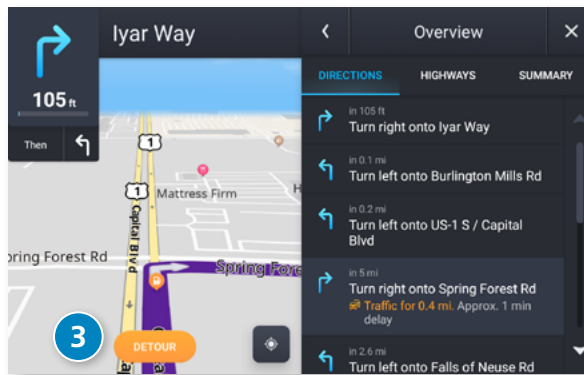 Iyar Way
105 ft
Then
1
1
Mattress Firm
H
Capital Blvd
pring Forest Rd
Spring Fore
Ca
3
DETOUR
Overview
DIRECTIONS HIGHWAYS SUMMARY
in 105 ft
Turn right onto Iyar Way
in 0.1 mi
Turn left onto Burlington Mills Rd
in 0.2 mi
Turn left onto US-1 S / Capital
Blvd
in 5 mi
Turn right onto Spring Forest Rd
Traffic for 0.4 mi. Approx. 1 min
delay
in 2.6 mi
Turn left onto Falls of Neuse Rd